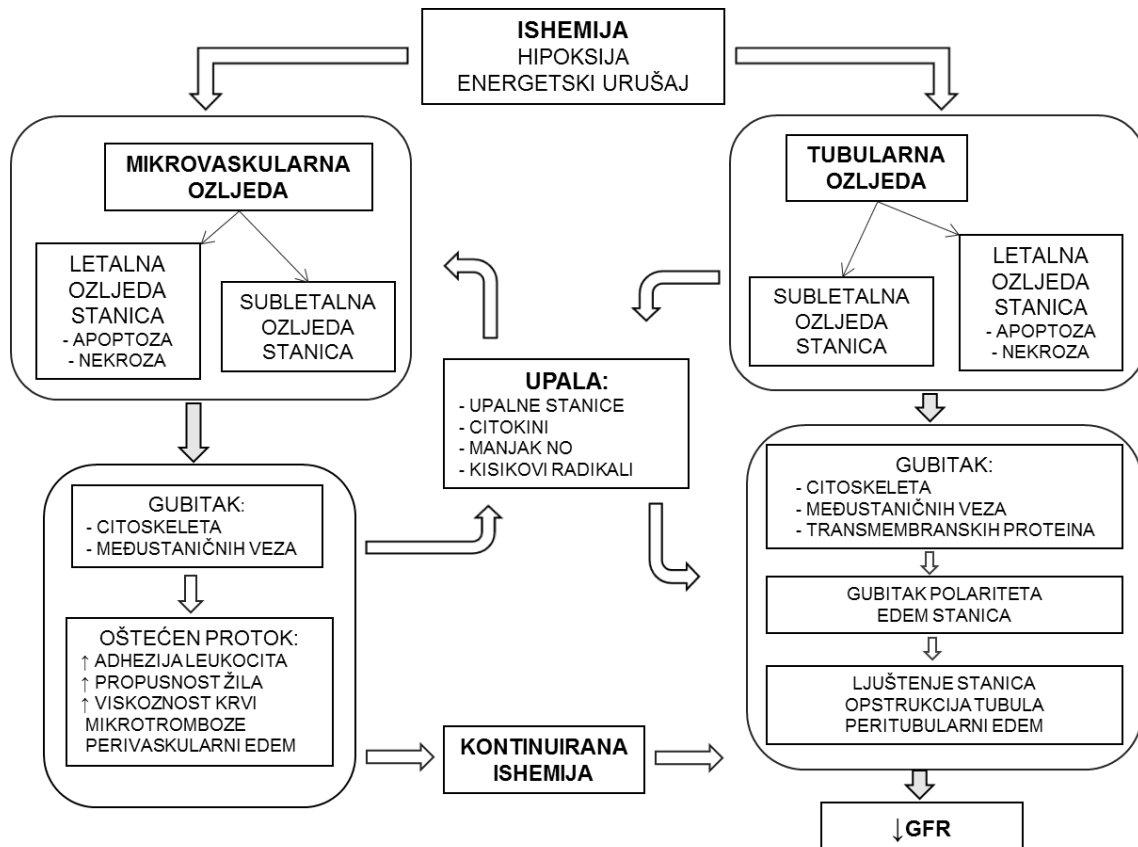 ISHEMIJA
HIPOKSIJA
ENERGETSKI URUŠAJ
MIKROVASKULARNA
OZLJEDA
LETALNA
OZLJEDA
STANICA
- APOPTOZA
- NEKROZA
SUBLETALNA
OZLJEDA
STANICA
TUBULARNA
OZLJEDA
SUBLETALNA
OZLJEDA
STANICA
LETALNA
OZLJEDA
STANICA
- APOPTOZA
- NEKROZA
UPALA:
- UPALNE STANICE
- CITOKINI
- MANJAK NO
- KISIKOVI RADIKALI
GUBITAK:
- CITOSKELETA
- MEĐUSTANIČNIH VEZA
OŠTEĆEN PROTOK:
↑ ADHEZIJA LEUKOCITA
↑ PROPUSNOST ŽILA
↑ VISKOZNOST KRVI
MIKROTROMBOZE
PERIVASKULARNI EDEM
KONTINUIRANA
ISHEMIJA
GUBITAK:
- CITOSKELETA
- MEĐUSTANIČNIH VEZA
- TRANSMEMBRANSKIH PROTEINA
GUBITAK POLARITETA
EDEM STANICA
LJUŠTENJE STANICA
OPSTRUKCIJA TUBULA
PERITUBULARNI EDEM
↓GFR